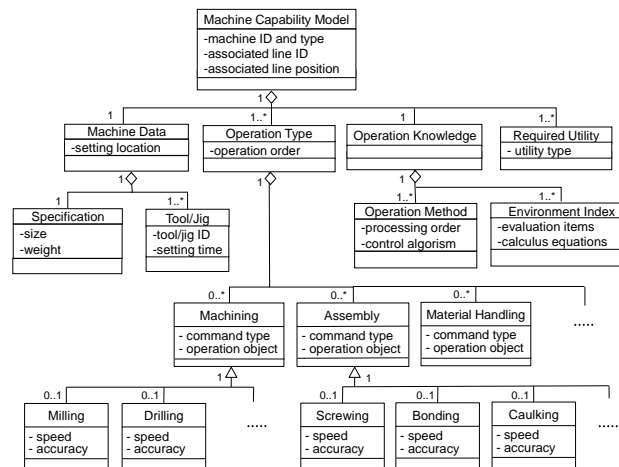 Machine Capability Model
-machine ID and type
-associated line ID
-associated line position
1
1
1..*
1
1..*
Machine Data
-setting location
Operation Type
-operation order
Operation Knowledge
Required Utility
- utility type
1
1
1
1
1..*
1..*
1..*
Specification
-size
-weight
Tool/Jig
-tool/jig ID
-setting time
Operation Method
-processing order
-control algorism
Environment Index
-evaluation items
-calculus equations
0..*
0..*
0..*
Machining
- command type
- operation object
Assembly
- command type
- operation object
Material Handling
- command type
- operation object
.....
1
1
0..1
0..1
0..1
0..1
0..1
Milling
- speed
- accuracy
Drilling
- speed
- accuracy
.....
Screwing
- speed
- accuracy
Bonding
- speed
- accuracy
Caulking
- speed
- accuracy
.....